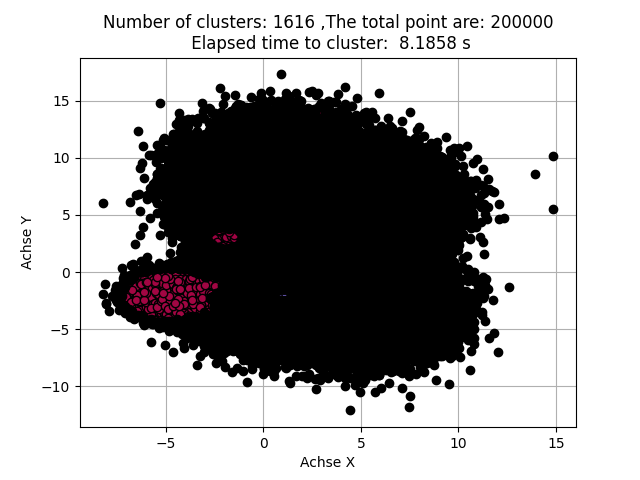 Number of clusters: 1616 ,The total point are: 200000
Elapsed time to cluster:  8.1858 s
15
10
5
0
−5
−10
Achse Y
−5
0
5
10
15
Achse X